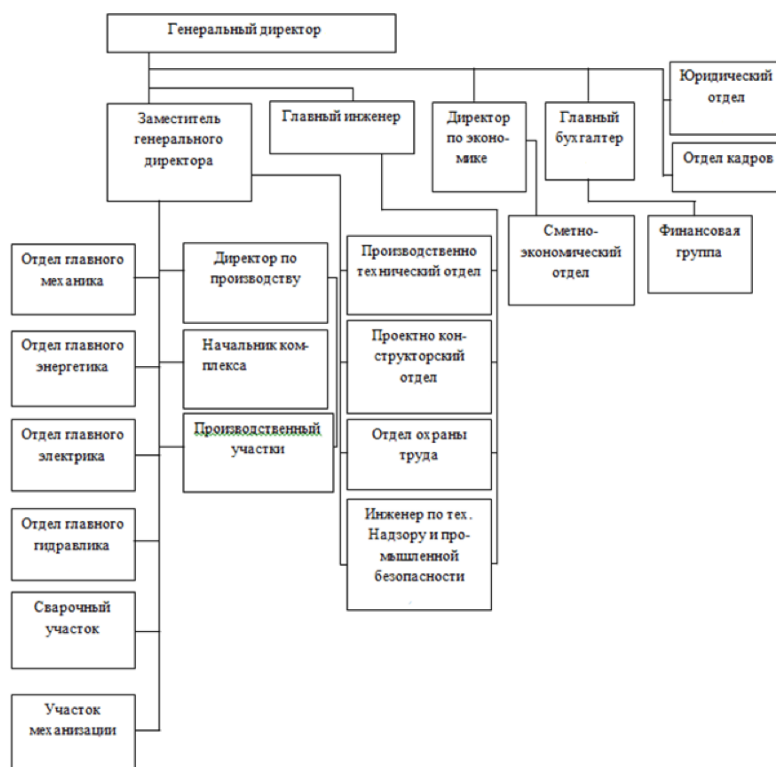 Генеральный директор
Юридический
отдел
Заместитель
генерального
директора
Главный инженер
Директор
по эконо-
мике
Главный
бухгалтер
Отдел кадров
Сметно-
экономический
отдел
Финансовая
группа
Отдел главного
механика
Директор по
производству
Производственно
технический отдел
Отдел главного
энергетика
Начальник ком-
плекса
Проектно кон-
структорский
отдел
Отдел главного
электрика
Производственный
участки
Отдел охраны
труда
Отдел главного
гидравлика
Инженер по тех.
Надзору и про-
мышленной
безопасности
Сварочный
участок
Участок
механизации